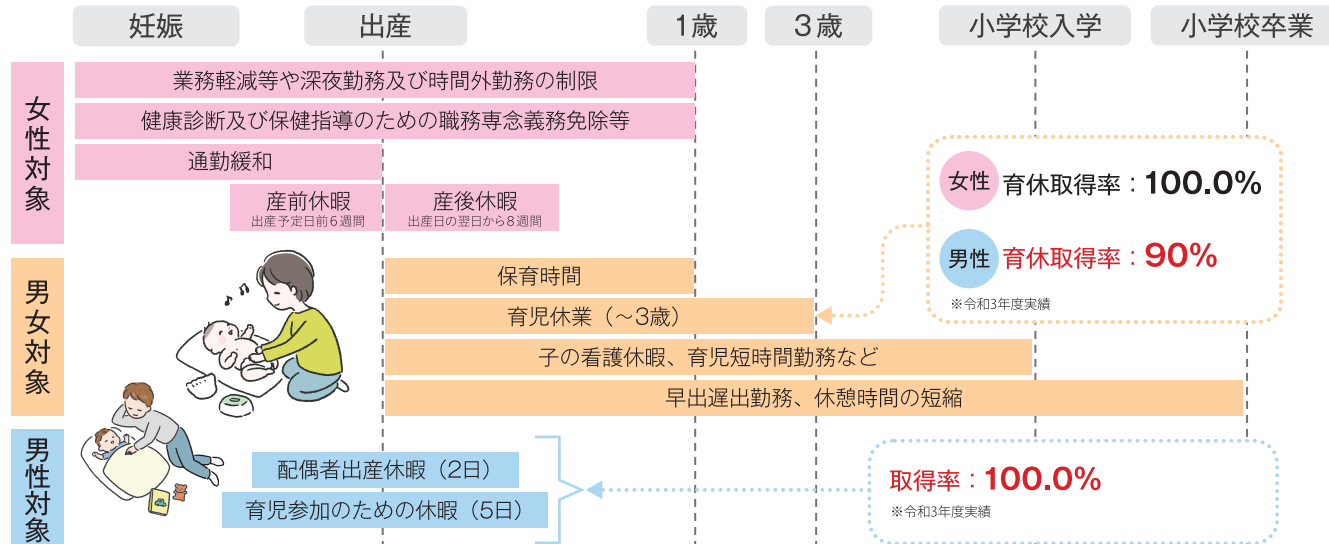 妊娠
出産
1歳
3歳
小学校入学
小学校卒業
女性対象
業務軽減等や深夜勤務及び時間外勤務の制限
健康診断及び保健指導のための職務専念義務免除等
通勤緩和
産前休暇
出産予定日前6週間
産後休暇
出産日の翌日から8週間
女性 育休取得率：100.0%
男性 育休取得率：90%
※令和3年度実績
男女対象
保育時間
育児休業（～3歳）
子の看護休暇、育児短時間勤務など
早出遅出勤務、休憩時間の短縮
男性対象
配偶者出産休暇（2日）
育児参加のための休暇（5日）
取得率：100.0%
※令和3年度実績